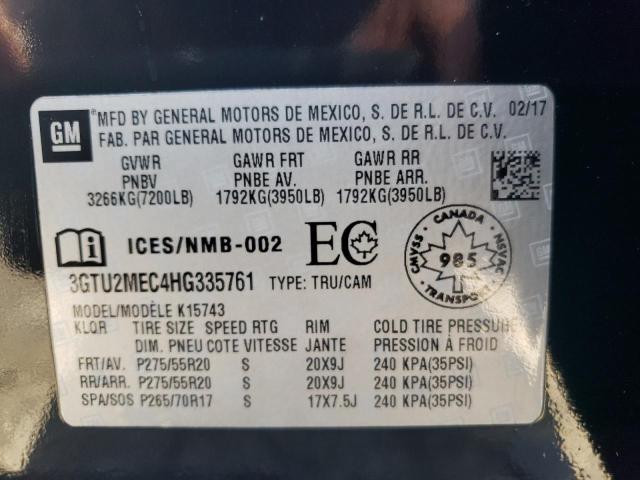 GM
*MFD BY GENERAL MOTORS DE MEXICO, S. DE R.L. DE C.V. 02/17
FAB. PAR GENERAL MOTORS DE MEXICO, S. DE R.L. DE C.V.
GVWR GAWR FRT GAWR RR
PNBV PNBE AV. PNBE ARR.
3266KG(7200LB) 1792KG(3950LB) 1792KG(3950LB)
ICES/NMB-002 EC
CANADA
CMVSS 985 NSVAC
3GTU2MEC4HG335761 TYPE: TRU/CAM
MODEL/MODÈLE K15743
KLQR TIRE SIZE SPEED RTG RIM COLD TIRE PRESSURE
DIM. PNEU COTE VITESSE JANTE PRESSION À FROID
FRT/AV. P275/55R20 S 20X9J 240 KPA(35PSI)
RR/ARR. P275/55R20 S 20X9J 240 KPA(35PSI)
SPA/SOS P265/70R17 S 17X7.5J 240 KPA(35PSI)